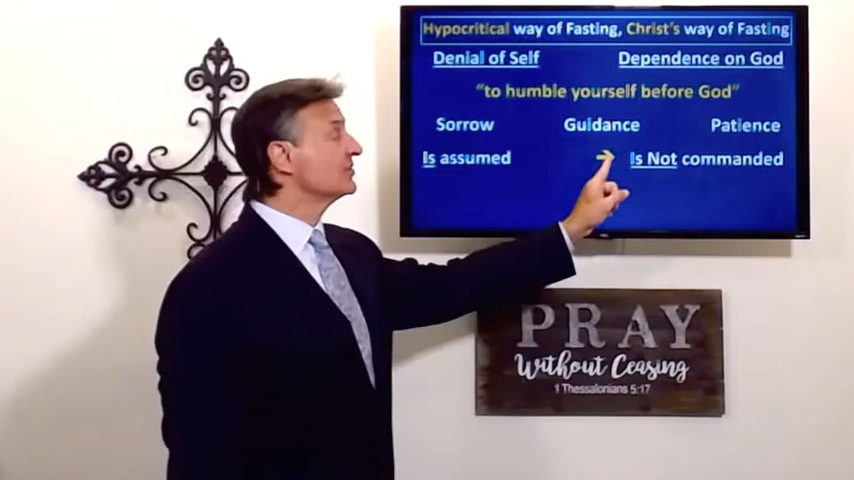 Hypocritical way of Fasting, Christ's way of Fasting
Denial of Self Dependence on God
"to humble yourself before God"
Sorrow Guidance Patience
Is assumed Is Not commanded
PRAY
Without Ceasing
1 Thessalonians 5:17